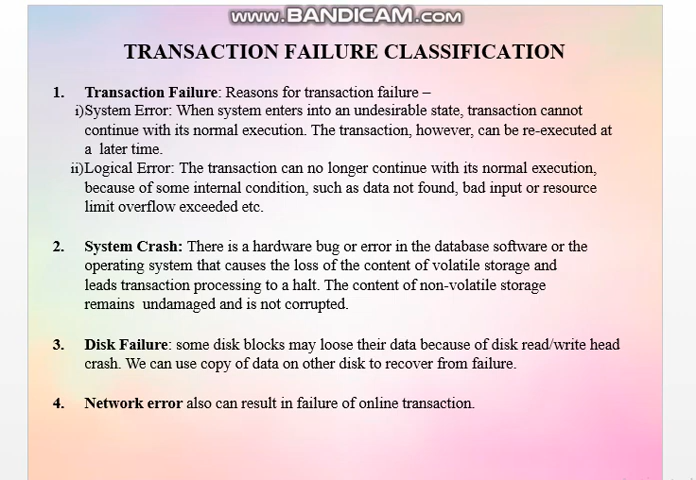 www.BANDICAM.com
TRANSACTION FAILURE CLASSIFICATION
1. Transaction Failure: Reasons for transaction failure –
i)System Error: When system enters into an undesirable state, transaction cannot
continue with its normal execution. The transaction, however, can be re-executed at
a later time.
ii)Logical Error: The transaction can no longer continue with its normal execution,
because of some internal condition, such as data not found, bad input or resource
limit overflow exceeded etc.
2. System Crash: There is a hardware bug or error in the database software or the
operating system that causes the loss of the content of volatile storage and
leads transaction processing to a halt. The content of non-volatile storage
remains undamaged and is not corrupted.
3. Disk Failure: some disk blocks may loose their data because of disk read/write head
crash. We can use copy of data on other disk to recover from failure.
4. Network error also can result in failure of online transaction.